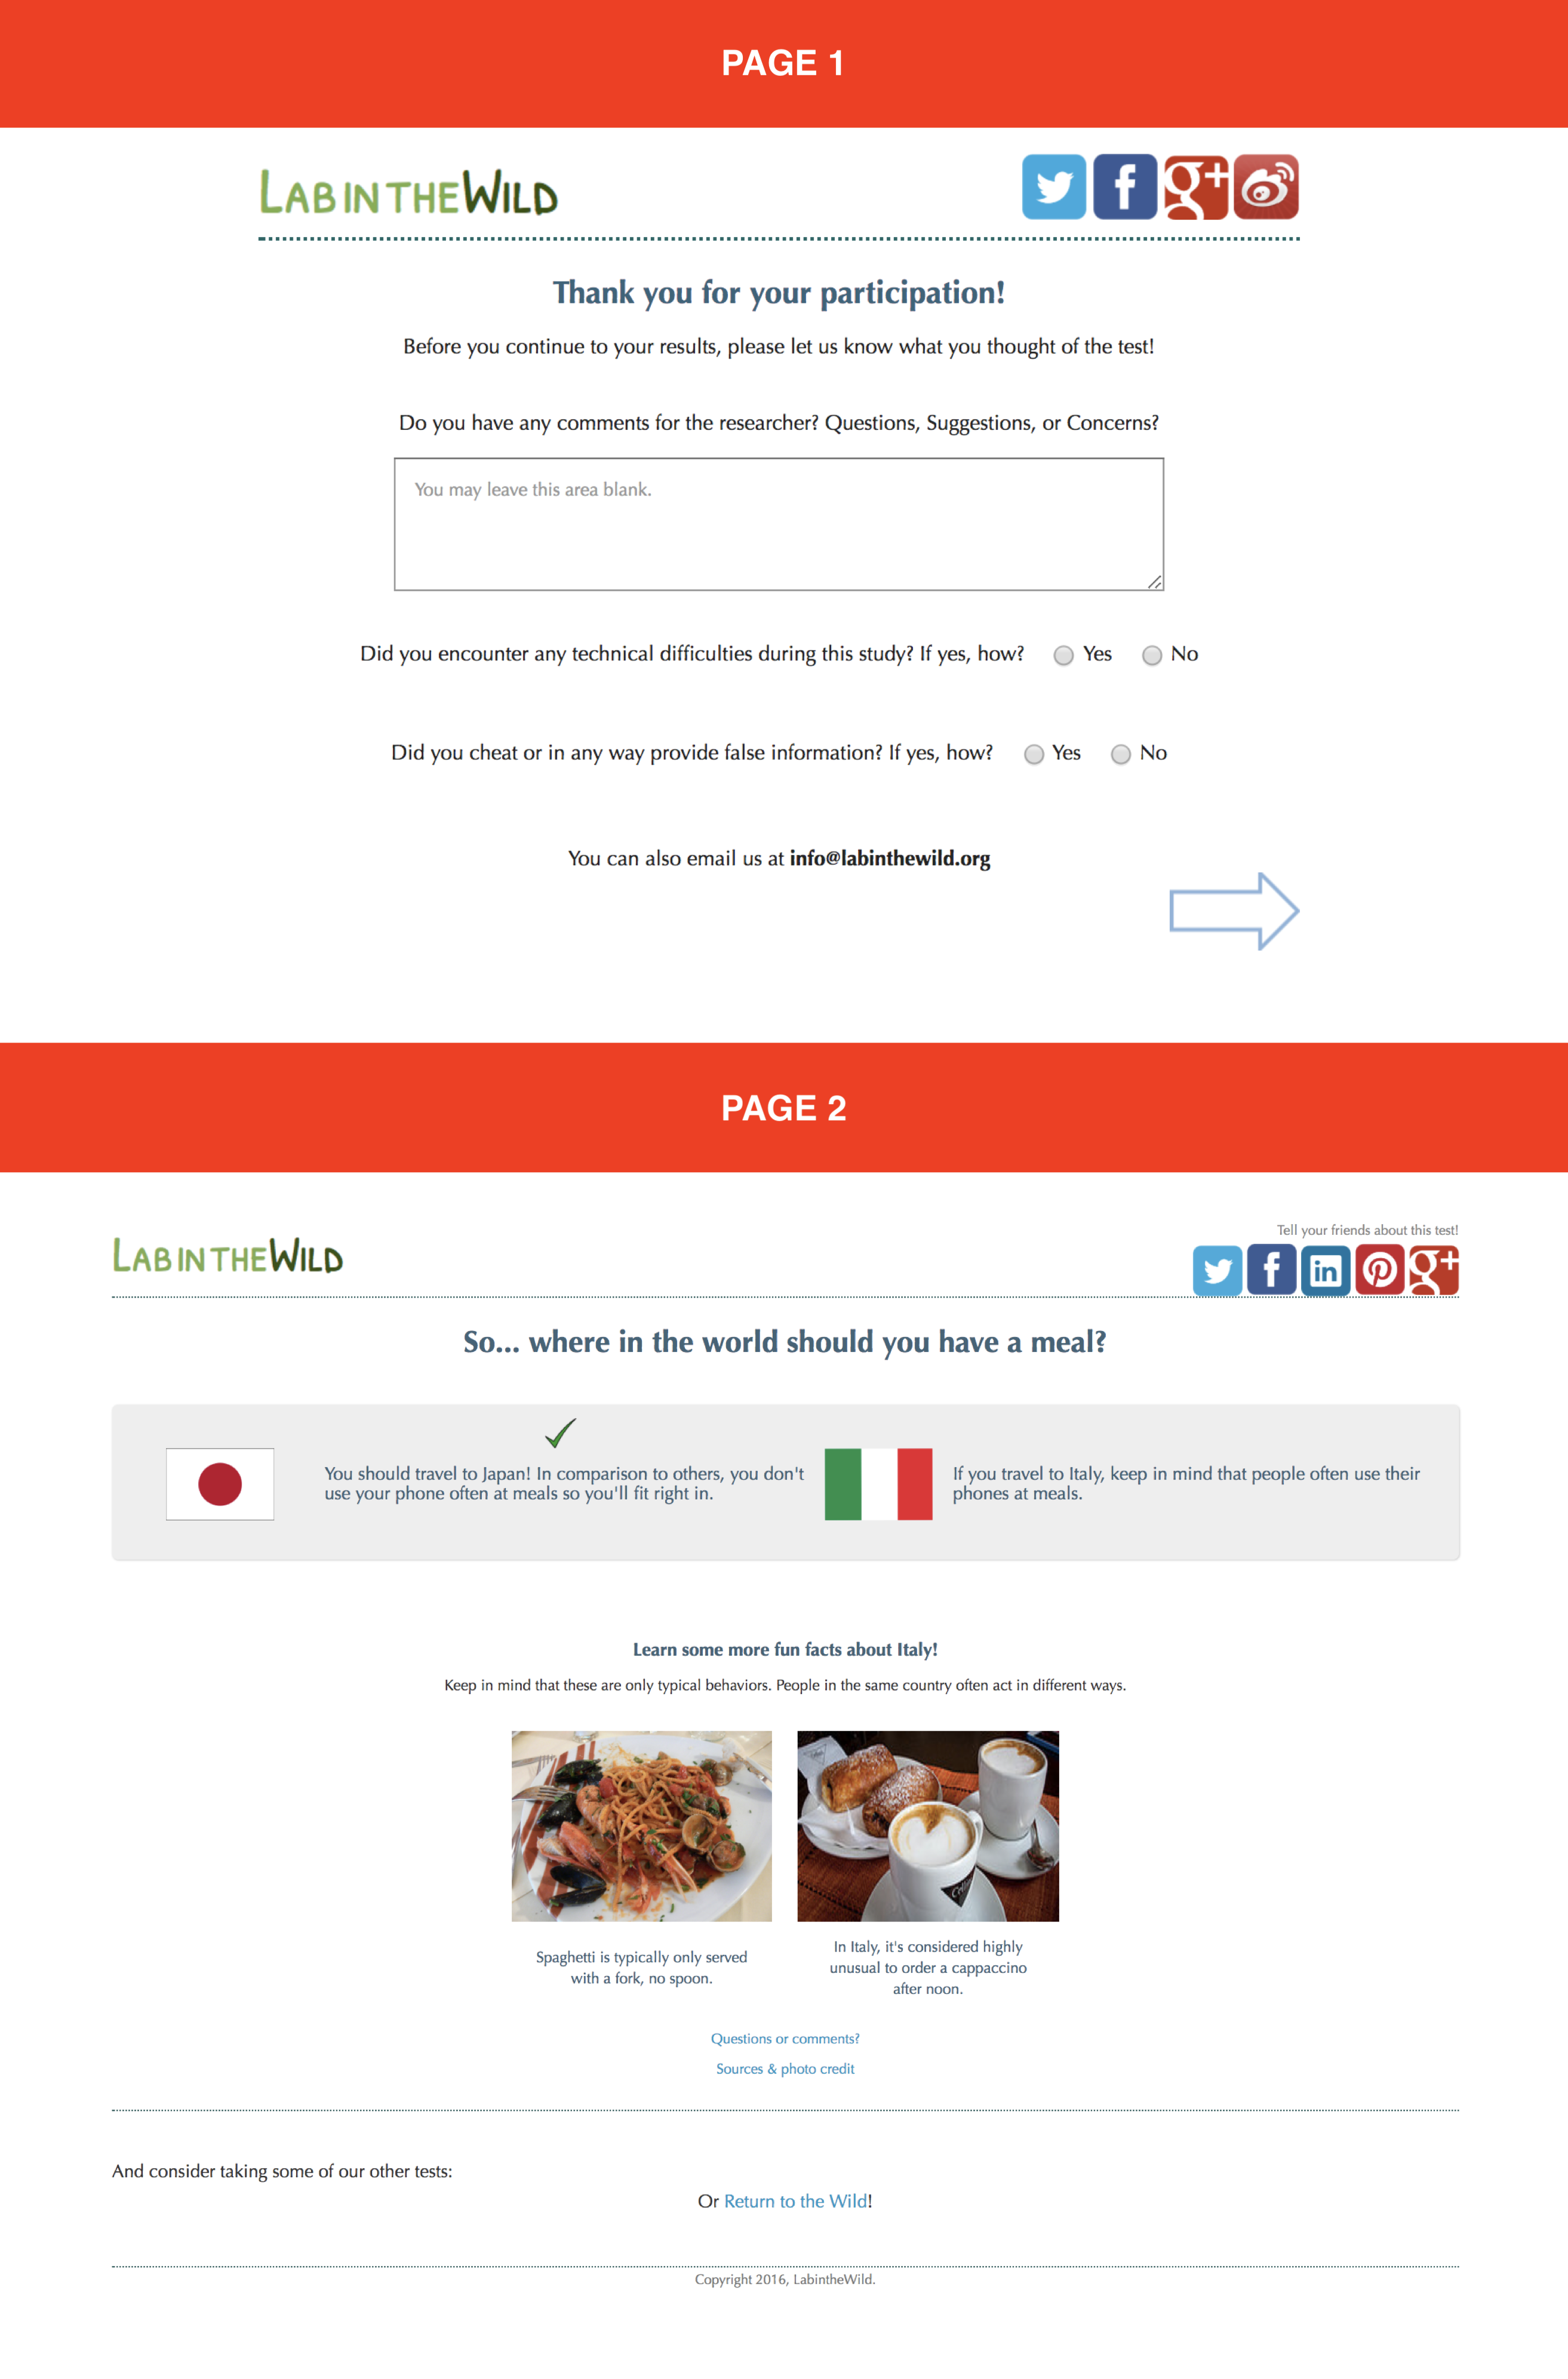 PAGE 1
LAB IN THE WILD
Thank you for your participation!
Before you continue to your results, please let us know what you thought of the test!
Do you have any comments for the researcher? Questions, Suggestions, or Concerns?
You may leave this area blank.
Did you encounter any technical difficulties during this study? If yes, how? Yes No
Did you cheat or in any way provide false information? If yes, how? Yes No
You can also email us at info@labinthewild.org
PAGE 2
Tell your friends about this test!
LAB IN THE WILD
So... where in the world should you have a meal?
You should travel to Japan! In comparison to others, you don't
use your phone often at meals so you'll fit right in.
If you travel to Italy, keep in mind that people often use their
phones at meals.
Learn some more fun facts about Italy!
Keep in mind that these are only typical behaviors. People in the same country often act in different ways.
Spaghetti is typically only served
with a fork, no spoon.
In Italy, it's considered highly
unusual to order a cappaccino
after noon.
Questions or comments?
Sources & photo credit
And consider taking some of our other tests:
Or Return to the Wild!
Copyright 2016, LabintheWild.